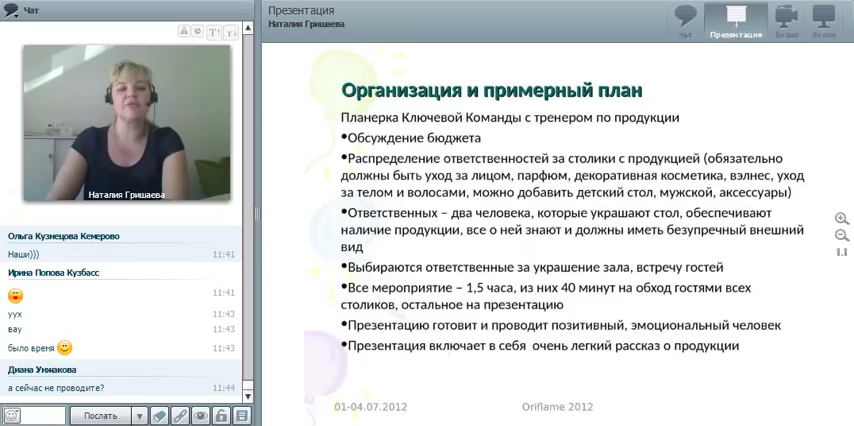 Чат
Наталия Гришаева
Ольга Кузнецова Кемерово
Наши))) 11:41
Ирина Попова Кузбасс
11:41
уух 11:43
вау 11:43
было время 11:43
Диана Унжакова
а сейчас не проводите? 11:44
Послать
Презентация
Наталия Гришаева
Чат
Презентация
Видео
Экран
Организация и примерный план
Планерка Ключевой Команды с тренером по продукции
•Обсуждение бюджета
•Распределение ответственностей за столики с продукцией (обязательно
должны быть уход за лицом, парфюм, декоративная косметика, вэлнес, уход
за телом и волосами, можно добавить детский стол, мужской, аксессуары)
•Ответственных – два человека, которые украшают стол, обеспечивают
наличие продукции, все о ней знают и должны иметь безупречный внешний
вид
•Выбираются ответственные за украшение зала, встречу гостей
•Все мероприятие – 1,5 часа, из них 40 минут на обход гостями всех
столиков, остальное на презентацию
•Презентацию готовит и проводит позитивный, эмоциональный человек
•Презентация включает в себя очень легкий рассказ о продукции
01-04.07.2012
Oriflame 2012
1:1